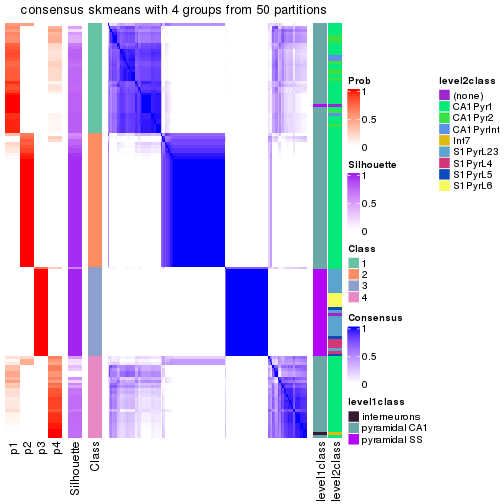 consensus skmeans with 4 groups from 50 partitions
Prob
1
0.5
0
Silhouette
1
0.5
0
Class
1
2
3
4
Consensus
1
0.5
0
level1class
interneurons
pyramidal CA1
pyramidal SS
level2class
(none)
CA1Pyr1
CA1Pyr2
CA1PyrInt
Int7
S1PyrL23
S1PyrL4
S1PyrL5
S1PyrL6
p1
p2
p3
p4
Silhouette
Class
level1class
level2class